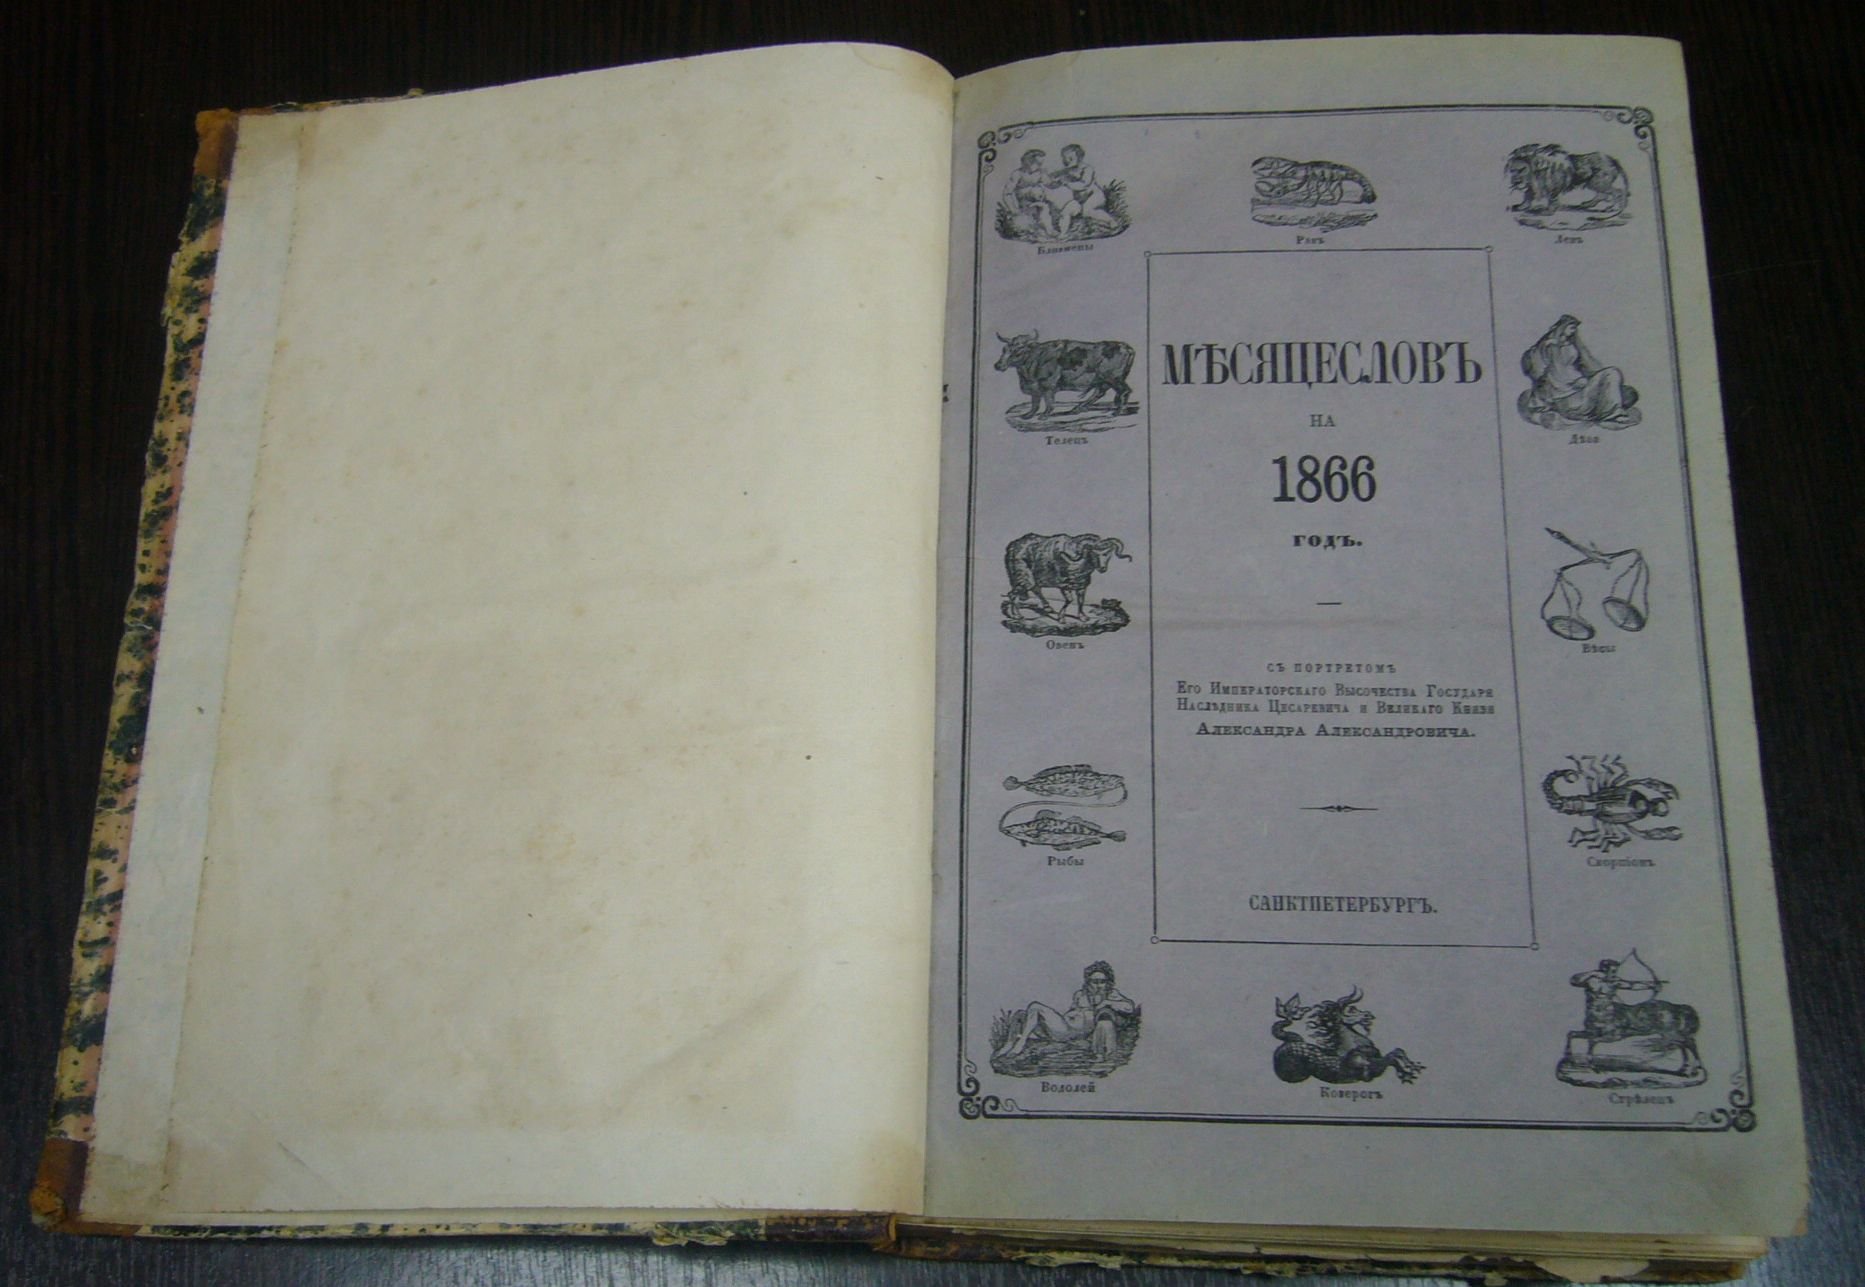 Близнецы
Ракъ
Левъ
Телецъ
Дѣва
Овенъ
Вѣсы
Рыбы
Скорпіонъ
Водолей
Козерогъ
Стрѣлецъ
МѢСЯЦЕСЛОВЪ
НА
1866
ГОДЪ.
СЪ ПОРТРЕТОМЪ
ЕГО ИМПЕРАТОРСКАГО ВЫСОЧЕСТВА ГОСУДАРЯ
НАСЛѢДНИКА ЦЕСАРЕВИЧА И ВЕЛИКАГО КНЯЗЯ
АЛЕКСАНДРА АЛЕКСАНДРОВИЧА.
САНКТПЕТЕРБУРГЪ.